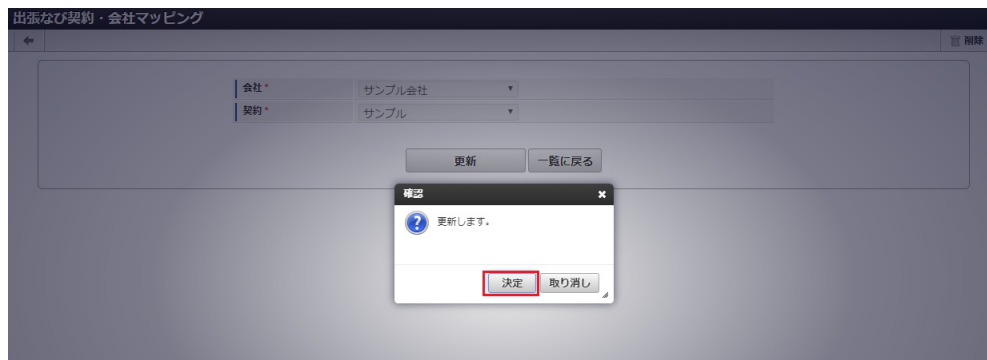 出張なび契約・会社マッピング
削除
会社*
サンプル会社
契約*
サンプル
更新
一覧に戻る
確認
更新します。
決定
取り消し